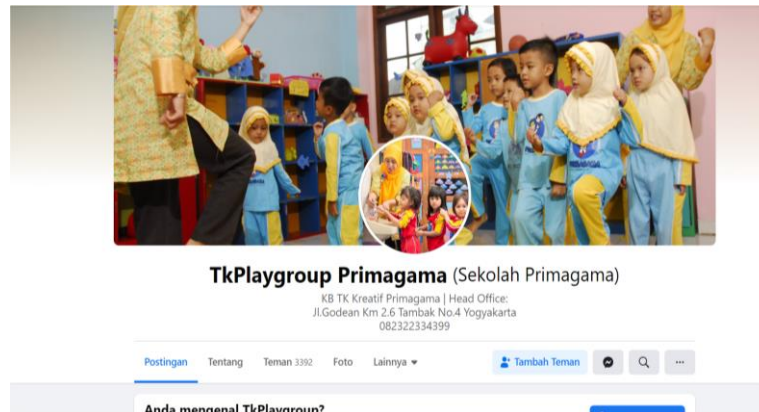 TkPlaygroup Primagama (Sekolah Primagama)
KB TK Kreatif Primagama | Head Office:
Jl.Godean Km 2.6 Tambak No.4 Yogyakarta
082322334399
Postingan Tentang Teman 3392 Foto Lainnya Tambah Teman
Anda mengenal TkPlaygroup?